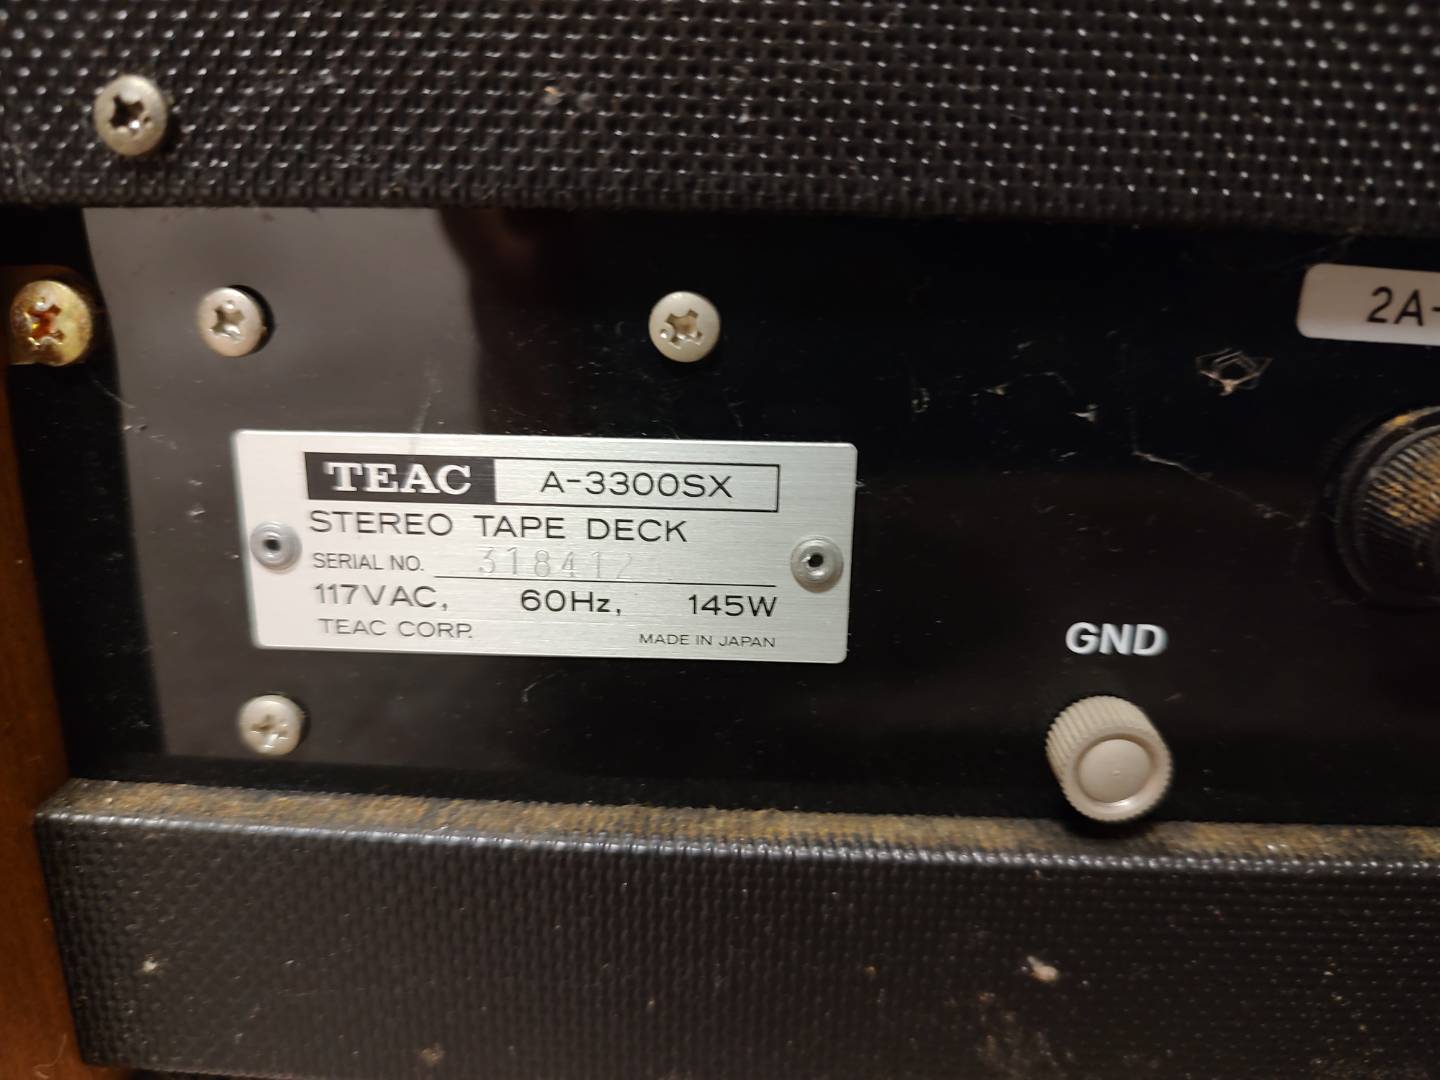 2A-
TEAC A-3300SX
STEREO TAPE DECK
SERIAL NO. 318412
117VAC, 60Hz, 145W
TEAC CORP. MADE IN JAPAN
GND